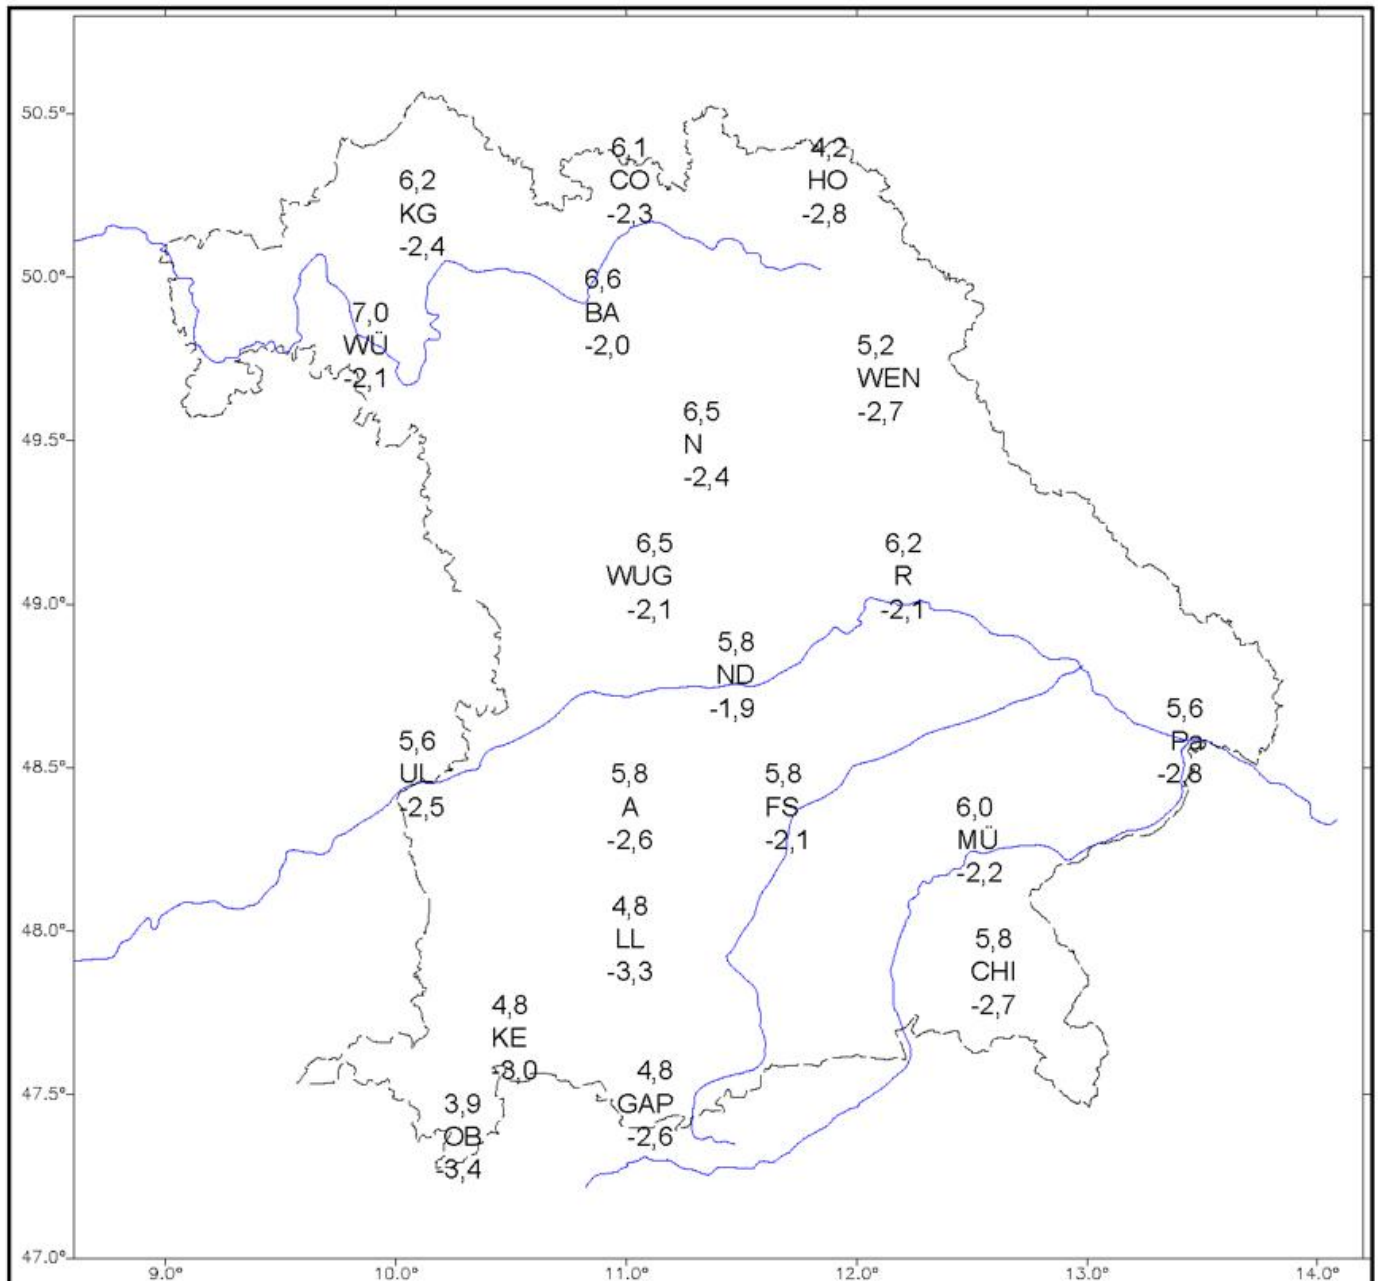 50.5°
6,1
CO
-2,3
4,2
HO
-2,8
6,2
KG
-2,4
50.0°
6,6
BA
-2,0
7,0
WÜ
-2,1
5,2
WEN
-2,7
6,5
N
-2,4
49.5°
6,5
WUG
-2,1
6,2
R
-2,1
49.0°
5,8
ND
-1,9
5,6
Pa
-2,8
5,6
UL
-2,5
48.5°
5,8
A
-2,6
5,8
FS
-2,1
6,0
MÜ
-2,2
4,8
LL
-3,3
48.0°
5,8
CHI
-2,7
4,8
KE
-3,0
4,8
GAP
-2,6
47.5°
3,9
OB
-3,4
47.0°
9.0° 10.0° 11.0° 12.0° 13.0° 14.0°